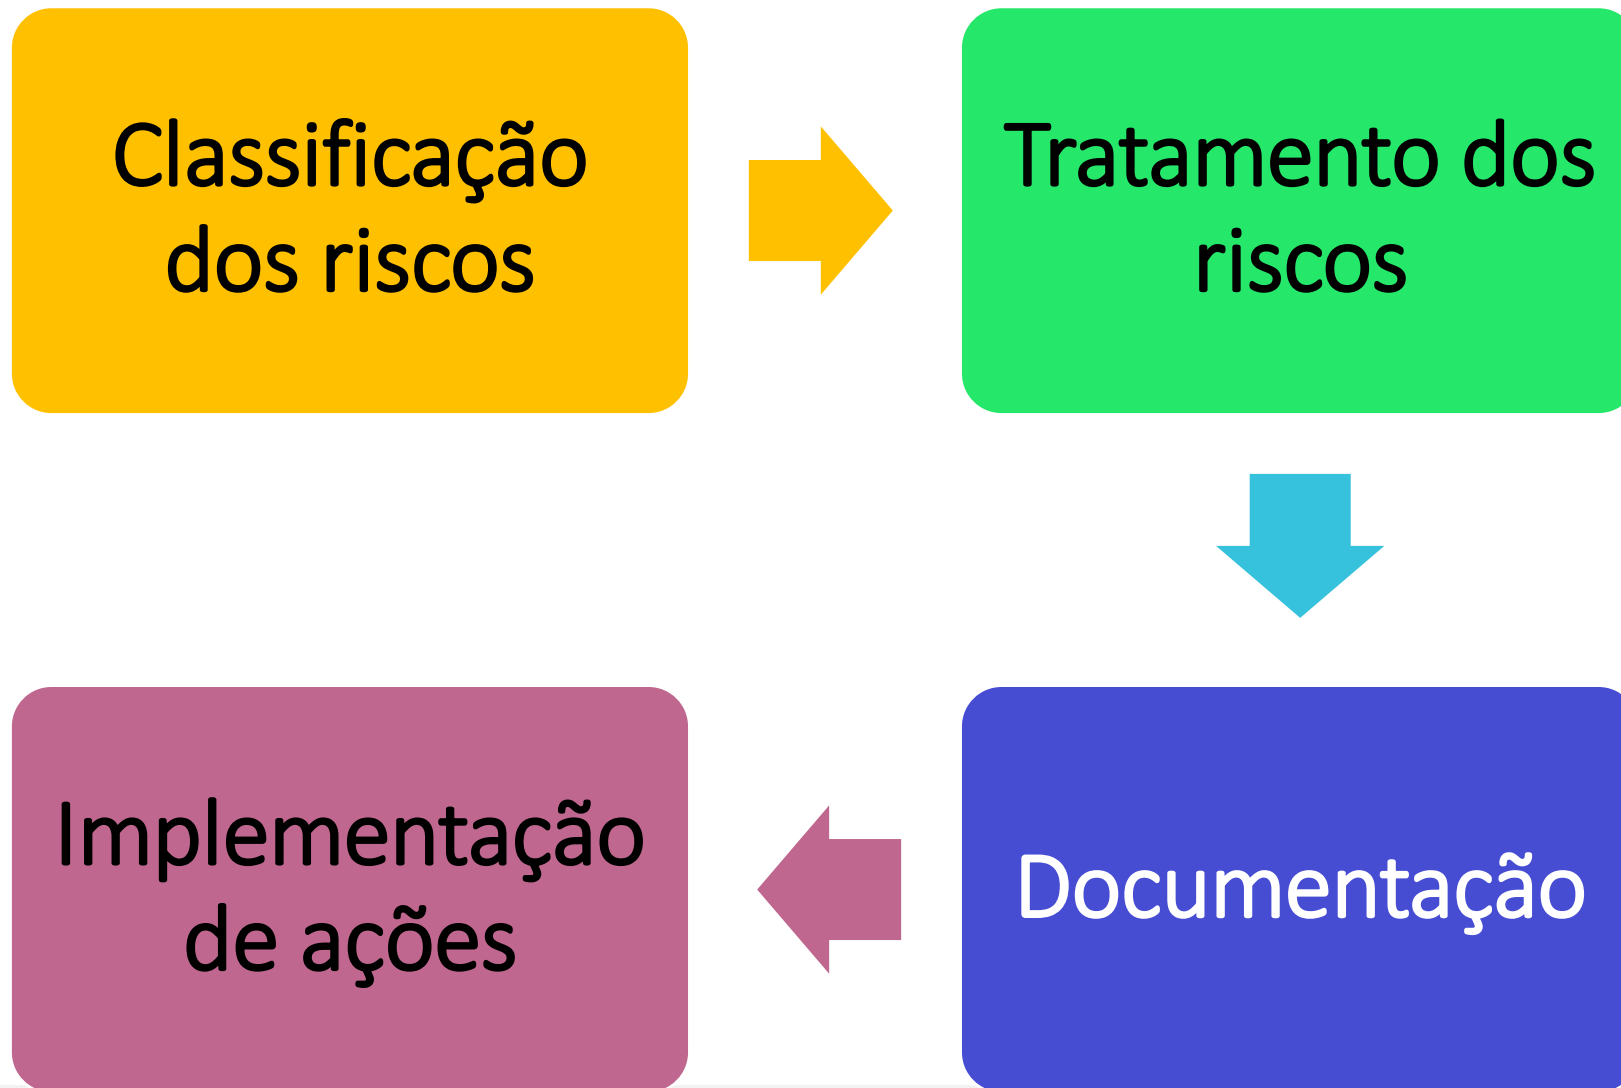 Classificação
dos riscos
Tratamento dos
riscos
Documentação
Implementação
de ações